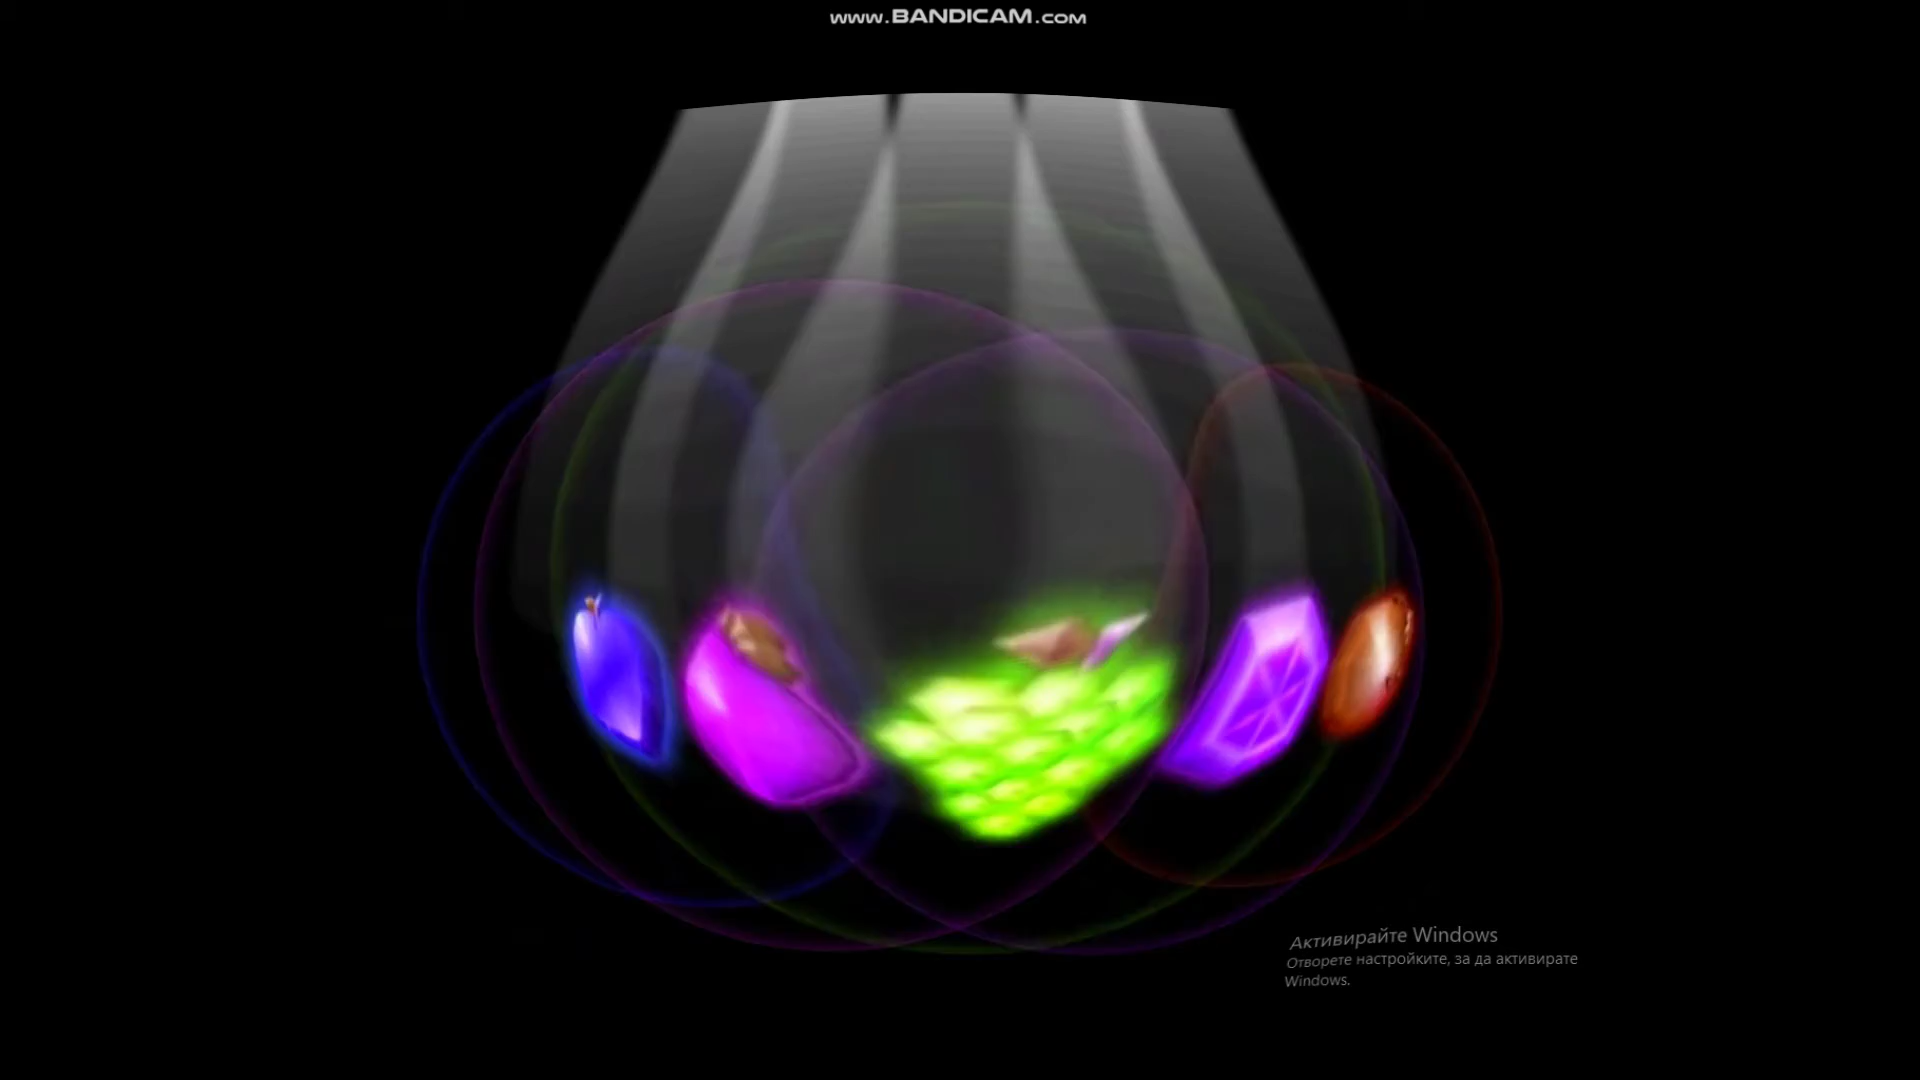 www.BANDICAM.com
Активирайте Windows
Отворете настройките, за да активирате
Windows.